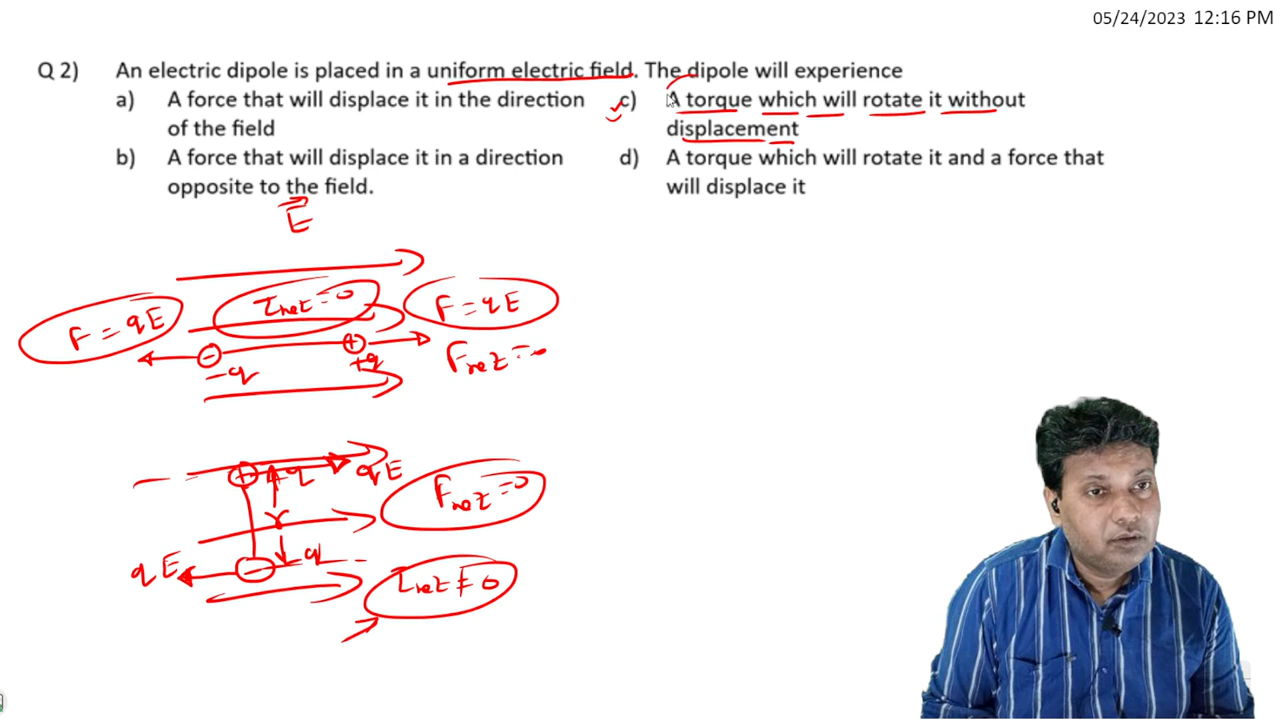 05/24/2023 12:16 PM
Q 2) An electric dipole is placed in a uniform electric field. The dipole will experience
a) A force that will displace it in the direction
of the field
b) A force that will displace it in a direction
opposite to the field.
c) A torque which will rotate it without
displacement
d) A torque which will rotate it and a force that
will displace it
E
F = qE
τnet = 0
F = qE
-q
+q
Fnet = 0
+q
qE
Fnet = 0
r
qE
-q
τnet ≠ 0